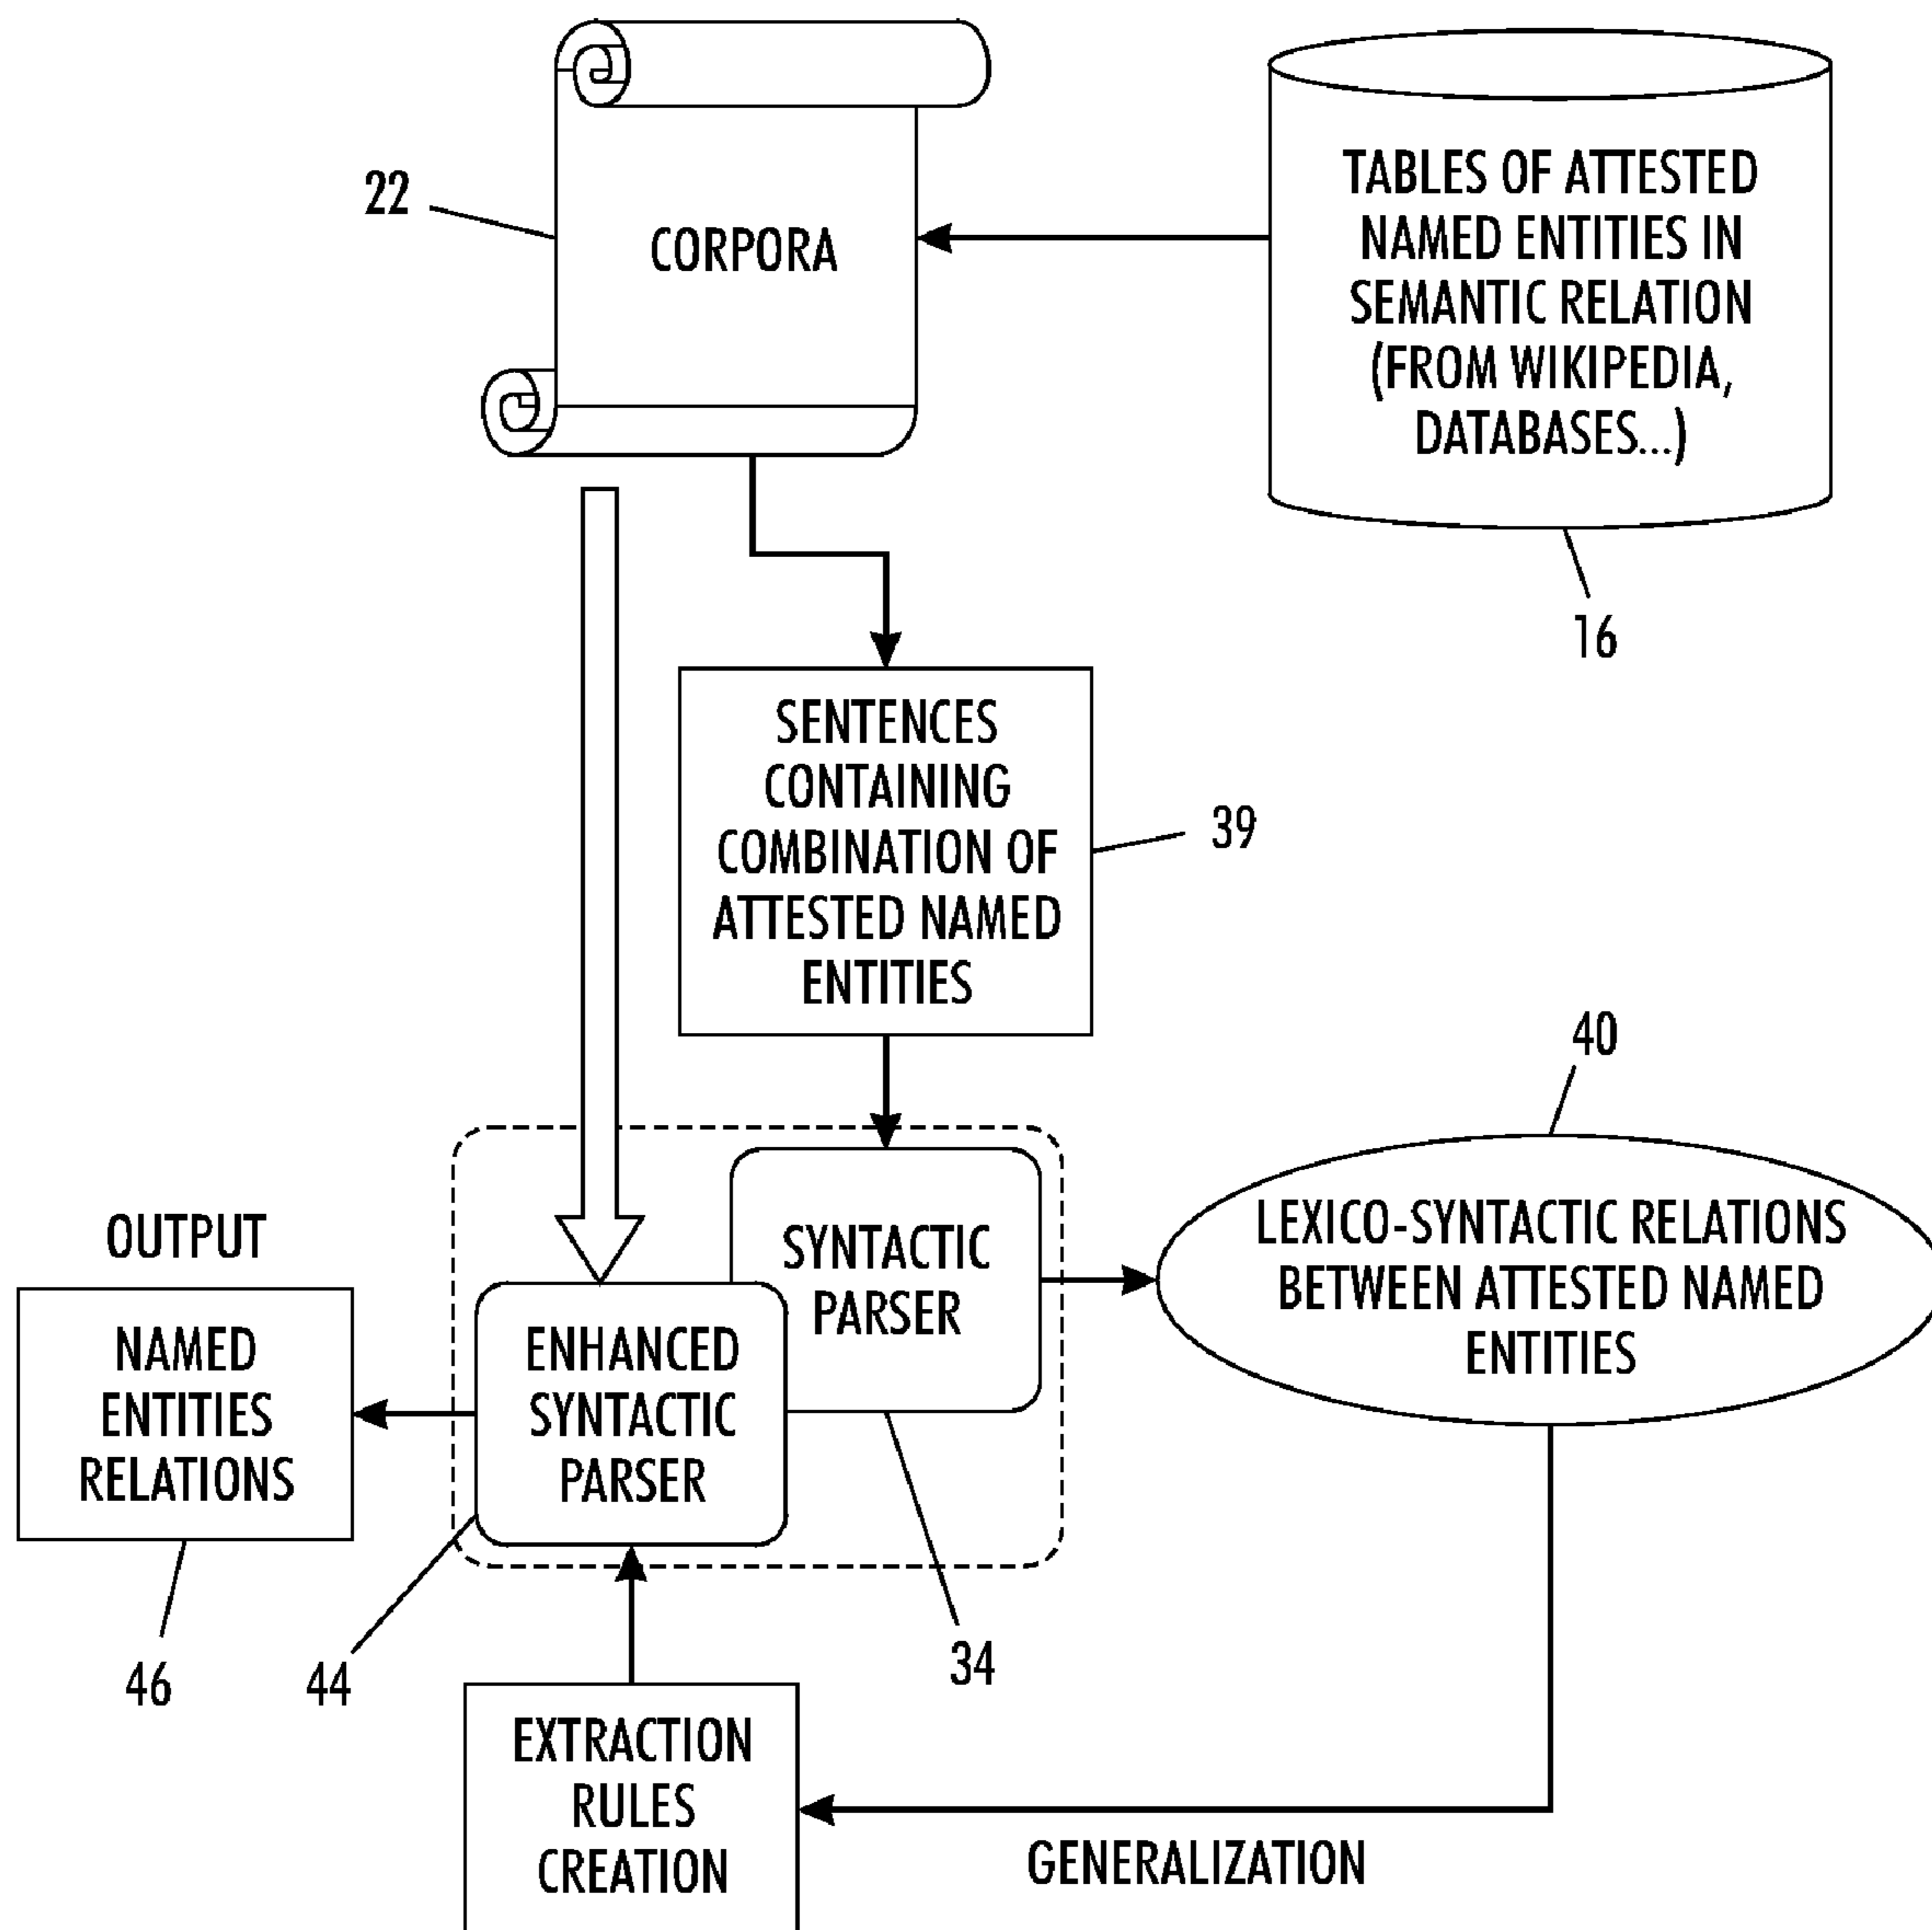 22
CORPORA
TABLES OF ATTESTED
NAMED ENTITIES IN
SEMANTIC RELATION
(FROM WIKIPEDIA,
DATABASES...)
16
SENTENCES
CONTAINING
COMBINATION OF
ATTESTED NAMED
ENTITIES
39
40
LEXICO-SYNTACTIC RELATIONS
BETWEEN ATTESTED NAMED
ENTITIES
SYNTACTIC
PARSER
34
OUTPUT
NAMED
ENTITIES
RELATIONS
46
ENHANCED
SYNTACTIC
PARSER
44
EXTRACTION
RULES
CREATION
GENERALIZATION